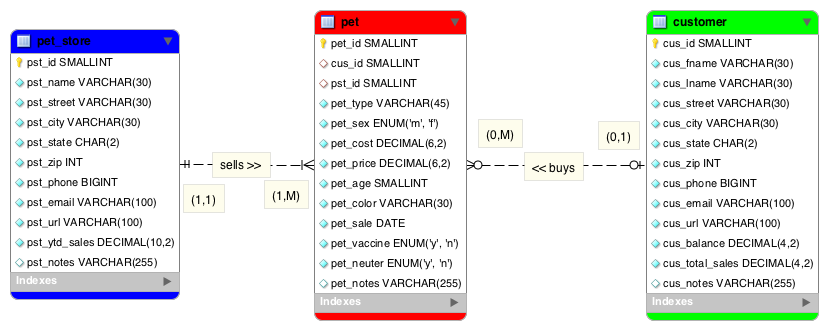 pet_store
pst_id SMALLINT
pst_name VARCHAR(30)
pst_street VARCHAR(30)
pst_city VARCHAR(30)
pst_state CHAR(2)
pst_zip INT
pst_phone BIGINT
pst_email VARCHAR(100)
pst_url VARCHAR(100)
pst_ytd_sales DECIMAL(10,2)
pst_notes VARCHAR(255)
Indexes
sells >>
(1,1)
(1,M)
pet
pet_id SMALLINT
cus_id SMALLINT
pst_id SMALLINT
pet_type VARCHAR(45)
pet_sex ENUM('m', 'f')
pet_cost DECIMAL(6,2)
pet_price DECIMAL(6,2)
pet_age SMALLINT
pet_color VARCHAR(30)
pet_sale DATE
pet_vaccine ENUM('y', 'n')
pet_neuter ENUM('y', 'n')
pet_notes VARCHAR(255)
Indexes
(0,M)
(0,1)
<< buys
customer
cus_id SMALLINT
cus_fname VARCHAR(30)
cus_lname VARCHAR(30)
cus_street VARCHAR(30)
cus_city VARCHAR(30)
cus_state CHAR(2)
cus_zip INT
cus_phone BIGINT
cus_email VARCHAR(100)
cus_url VARCHAR(100)
cus_balance DECIMAL(4,2)
cus_total_sales DECIMAL(4,2)
cus_notes VARCHAR(255)
Indexes